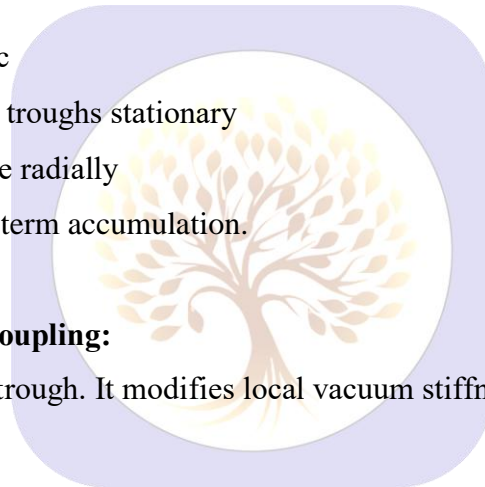 c
troughs stationary
e radially
term accumulation.
oupling:
trough. It modifies local vacuum stiffn